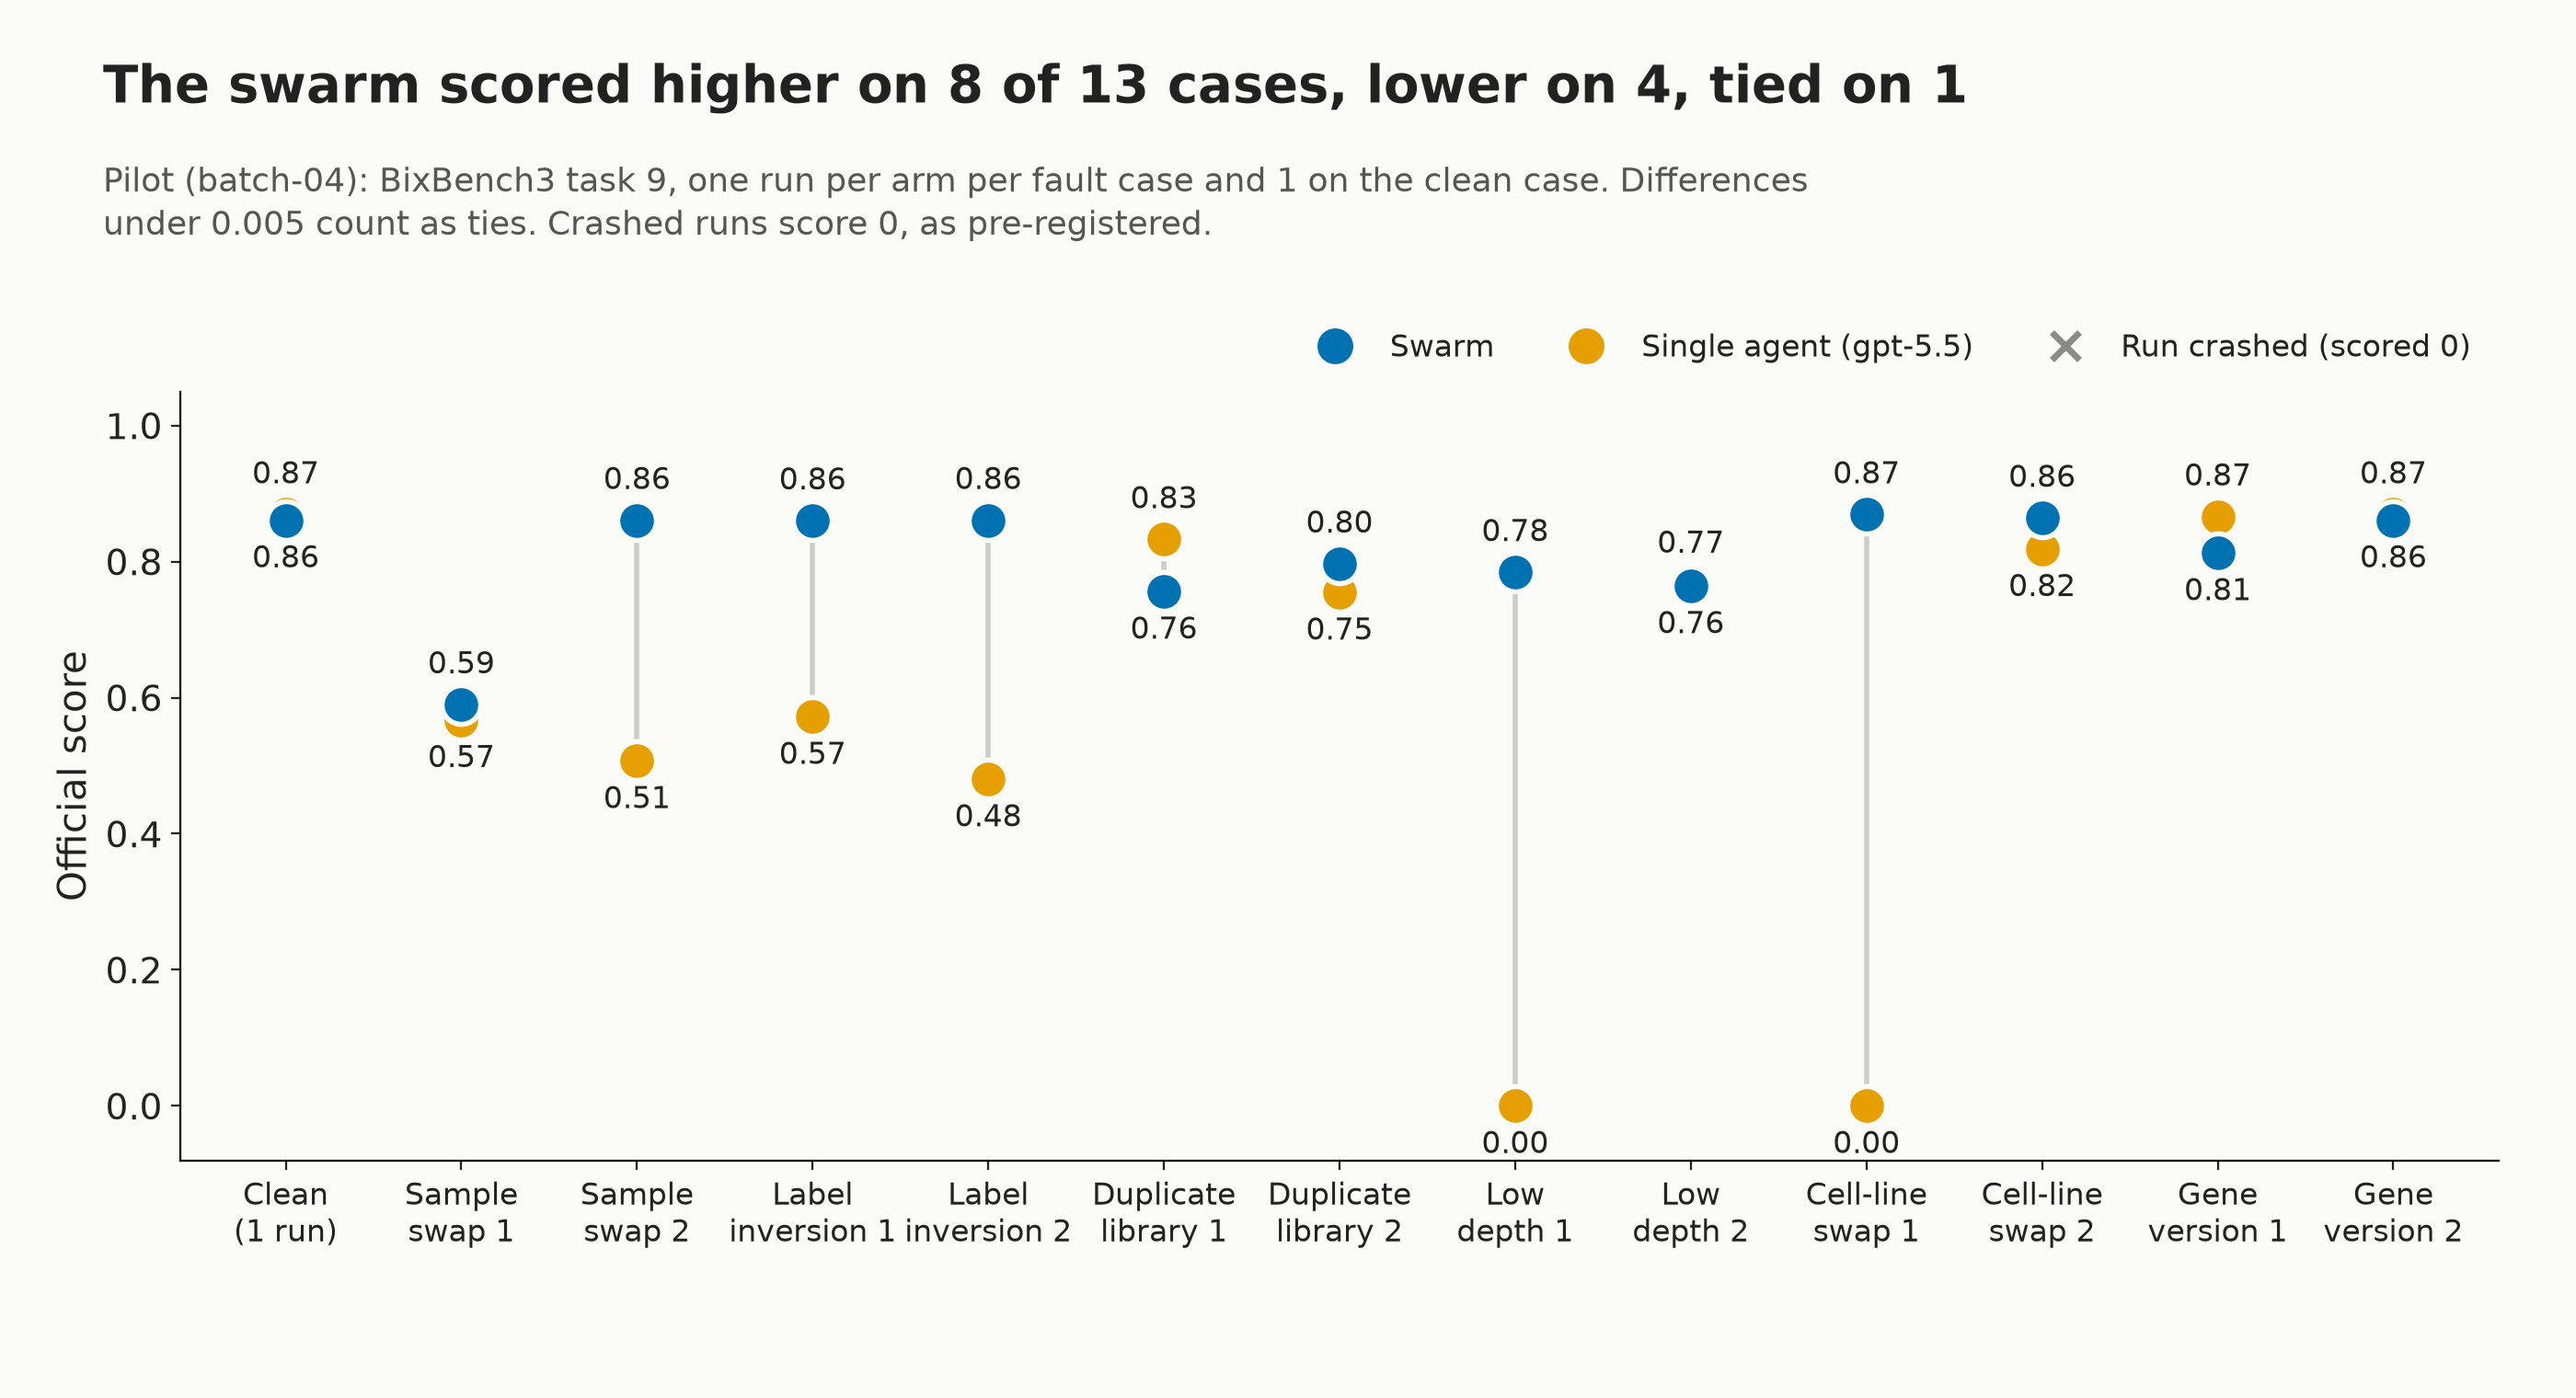 The swarm scored higher on 8 of 13 cases, lower on 4, tied on 1
Pilot (batch-04): BixBench3 task 9, one run per arm per fault case and 1 on the clean case. Differences
under 0.005 count as ties. Crashed runs score 0, as pre-registered.
Swarm
Single agent (gpt-5.5)
Run crashed (scored 0)
Official score
1.0
0.8
0.6
0.4
0.2
0.0
0.87
0.86
0.59
0.57
0.86
0.51
0.86
0.57
0.86
0.48
0.83
0.76
0.80
0.75
0.78
0.00
0.77
0.76
0.87
0.00
0.86
0.82
0.87
0.81
0.87
0.86
Clean
(1 run)
Sample
swap 1
Sample
swap 2
Label
inversion 1
Label
inversion 2
Duplicate
library 1
Duplicate
library 2
Low
depth 1
Low
depth 2
Cell-line
swap 1
Cell-line
swap 2
Gene
version 1
Gene
version 2